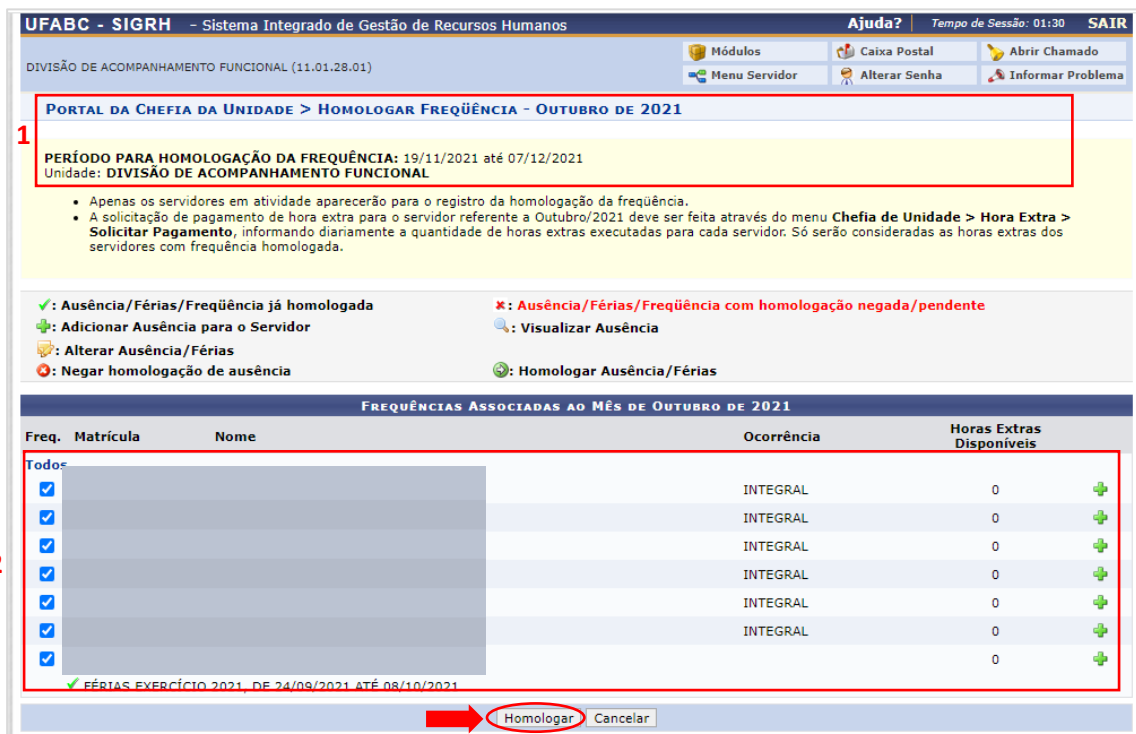 UFABC - SIGRH - Sistema Integrado de Gestão de Recursos Humanos Ajuda? Tempo de Sessão: 01:30 SAIR
DIVISÃO DE ACOMPANHAMENTO FUNCIONAL (11.01.28.01)
Módulos Caixa Postal Abrir Chamado
Menu Servidor Alterar Senha Informar Problema
PORTAL DA CHEFIA DA UNIDADE > HOMOLOGAR FREQÜÊNCIA - OUTUBRO DE 2021
1
PERÍODO PARA HOMOLOGAÇÃO DA FREQUÊNCIA: 19/11/2021 até 07/12/2021
Unidade: DIVISÃO DE ACOMPANHAMENTO FUNCIONAL
• Apenas os servidores em atividade aparecerão para o registro da homologação da freqüência.
• A solicitação de pagamento de hora extra para o servidor referente a Outubro/2021 deve ser feita através do menu Chefia de Unidade > Hora Extra >
Solicitar Pagamento, informando diariamente a quantidade de horas extras executadas para cada servidor. Só serão consideradas as horas extras dos
servidores com frequência homologada.
: Ausência/Férias/Freqüência já homologada : Ausência/Férias/Freqüência com homologação negada/pendente
: Adicionar Ausência para o Servidor : Visualizar Ausência
: Alterar Ausência/Férias
: Negar homologação de ausência : Homologar Ausência/Férias
FREQUÊNCIAS ASSOCIADAS AO MÊS DE OUTUBRO DE 2021
Freq. Matrícula Nome Ocorrência Horas Extras
Disponíveis
Todos
INTEGRAL 0
INTEGRAL 0
INTEGRAL 0
2
INTEGRAL 0
INTEGRAL 0
INTEGRAL 0
0
FÉRIAS EXERCÍCIO 2021, DE 24/09/2021 ATÉ 08/10/2021
Homologar Cancelar